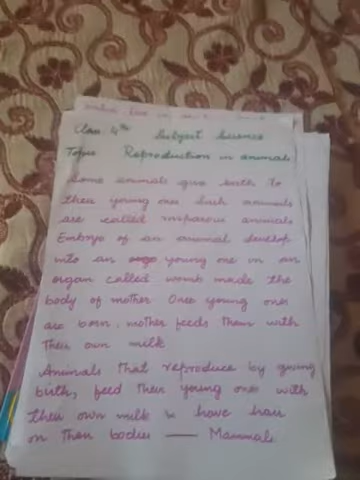 Class 4th Subject Science
Topic Reproduction in animals
Some animals give birth to
their young ones Such animals
are called viviparous animals
Embryo of an animal develop
into an young one in an
organ called womb inside the
body of mother Once young ones
are born, mother feeds them with
their own milk
Animals that reproduce by giving
birth, feed their young ones with
their own milk & have hair
on their bodies — Mammals